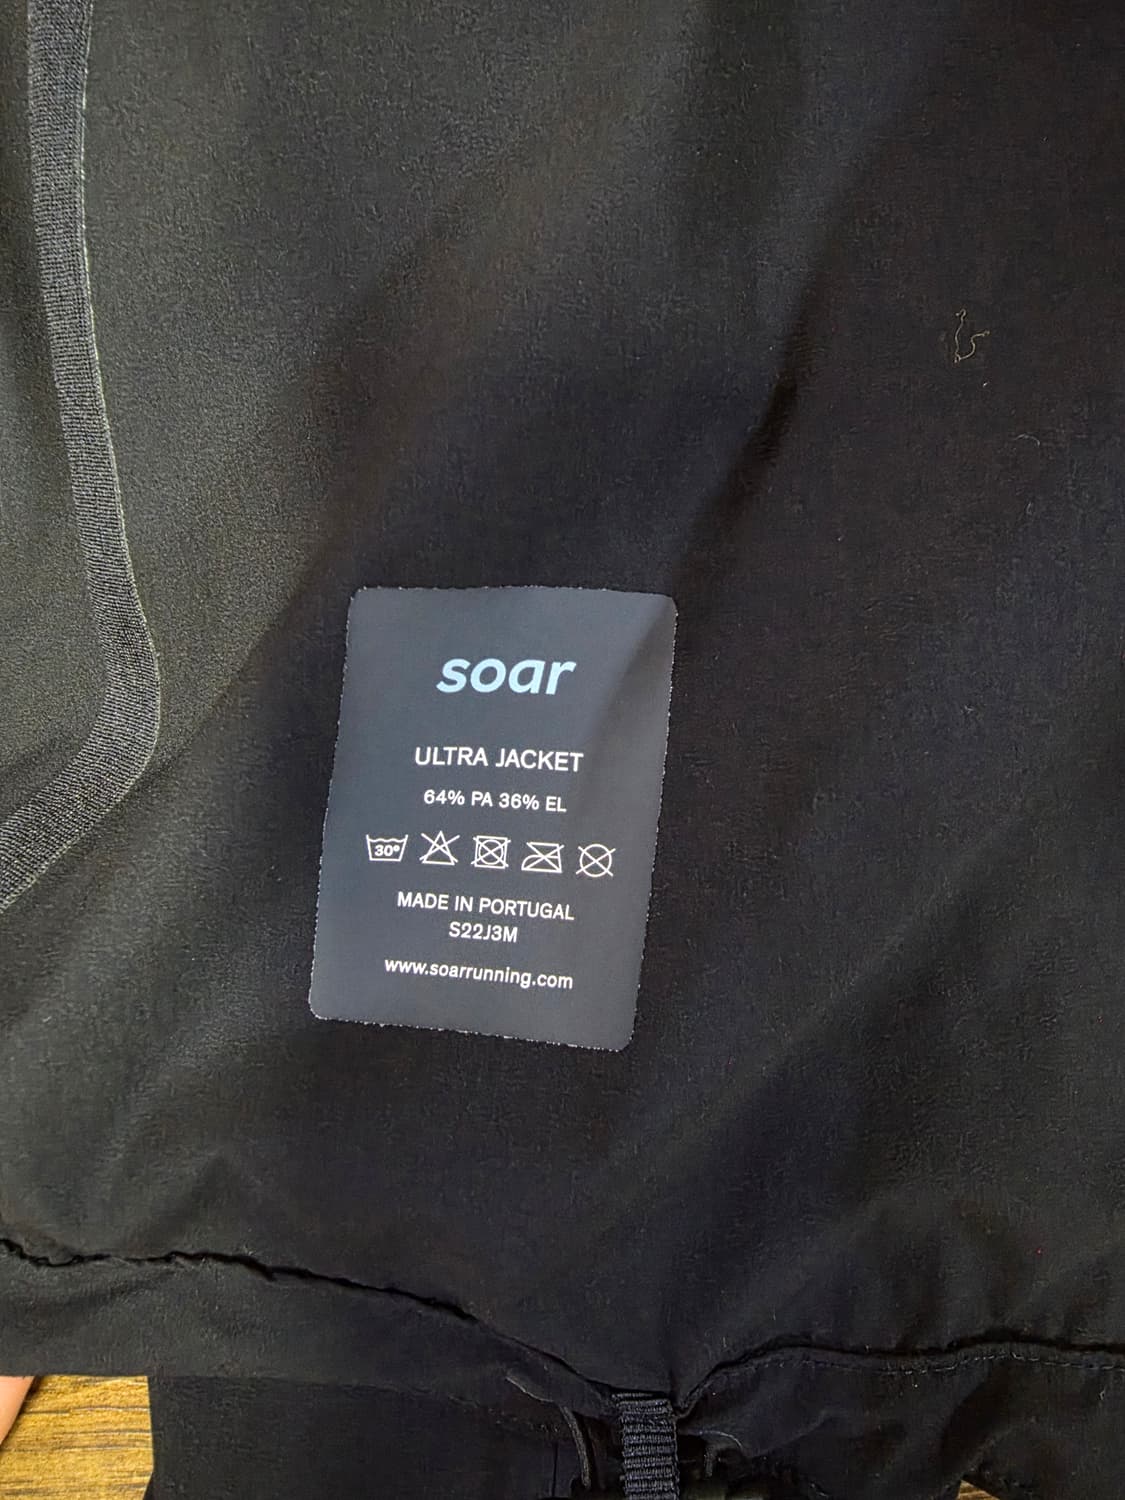 soar
ULTRA JACKET
64% PA 36% EL
30°
MADE IN PORTUGAL
S22J3M
www.soarrunning.com